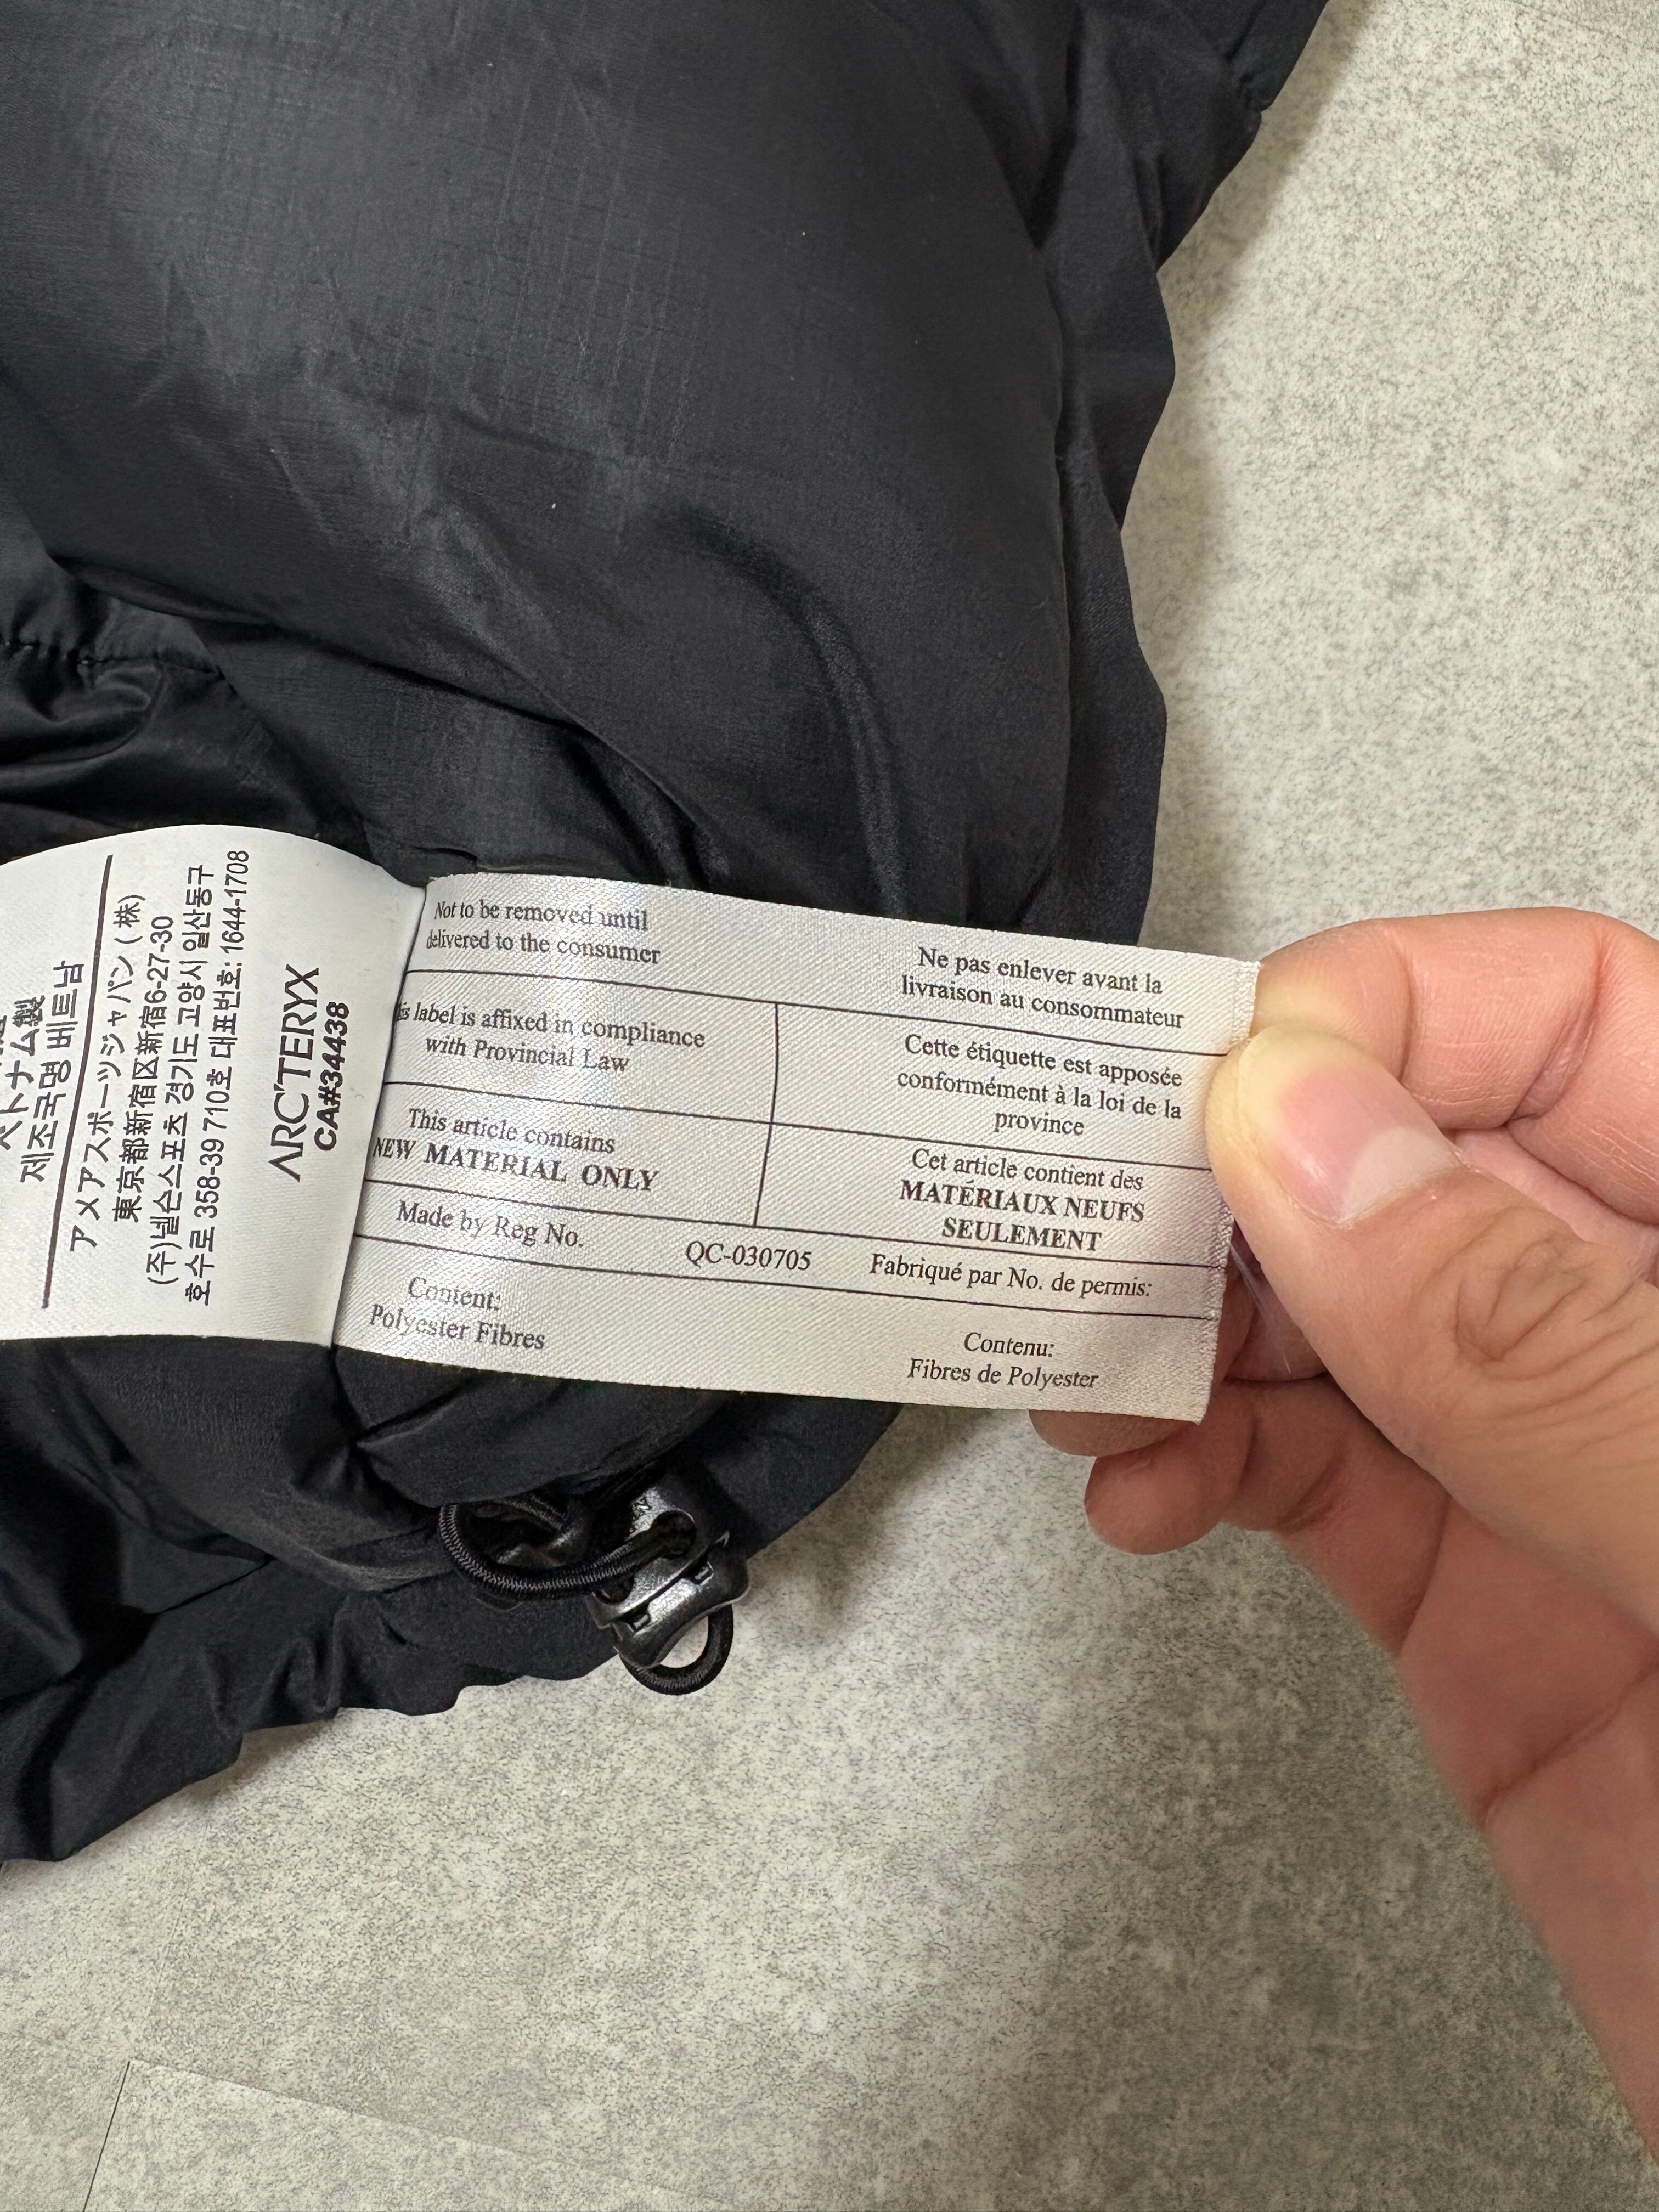 ベトナム製
제조국명 베트남
アメアスポーツジャパン (株)
東京都新宿区新宿6-27-30
(주)넬슨스포츠 경기도 고양시 일산동구
호수로 358-39 710호 대표번호: 1644-1708
ARC'TERYX
CA#34438
Not to be removed until
delivered to the consumer
Ne pas enlever avant la
livraison au consommateur
is label is affixed in compliance
with Provincial Law
Cette étiquette est apposée
conformément à la loi de la
province
This article contains
NEW MATERIAL ONLY
Cet article contient des
MATÉRIAUX NEUFS
SEULEMENT
Made by Reg No.
QC-030705
Fabriqué par No. de permis:
Content:
Polyester Fibres
Contenu:
Fibres de Polyester